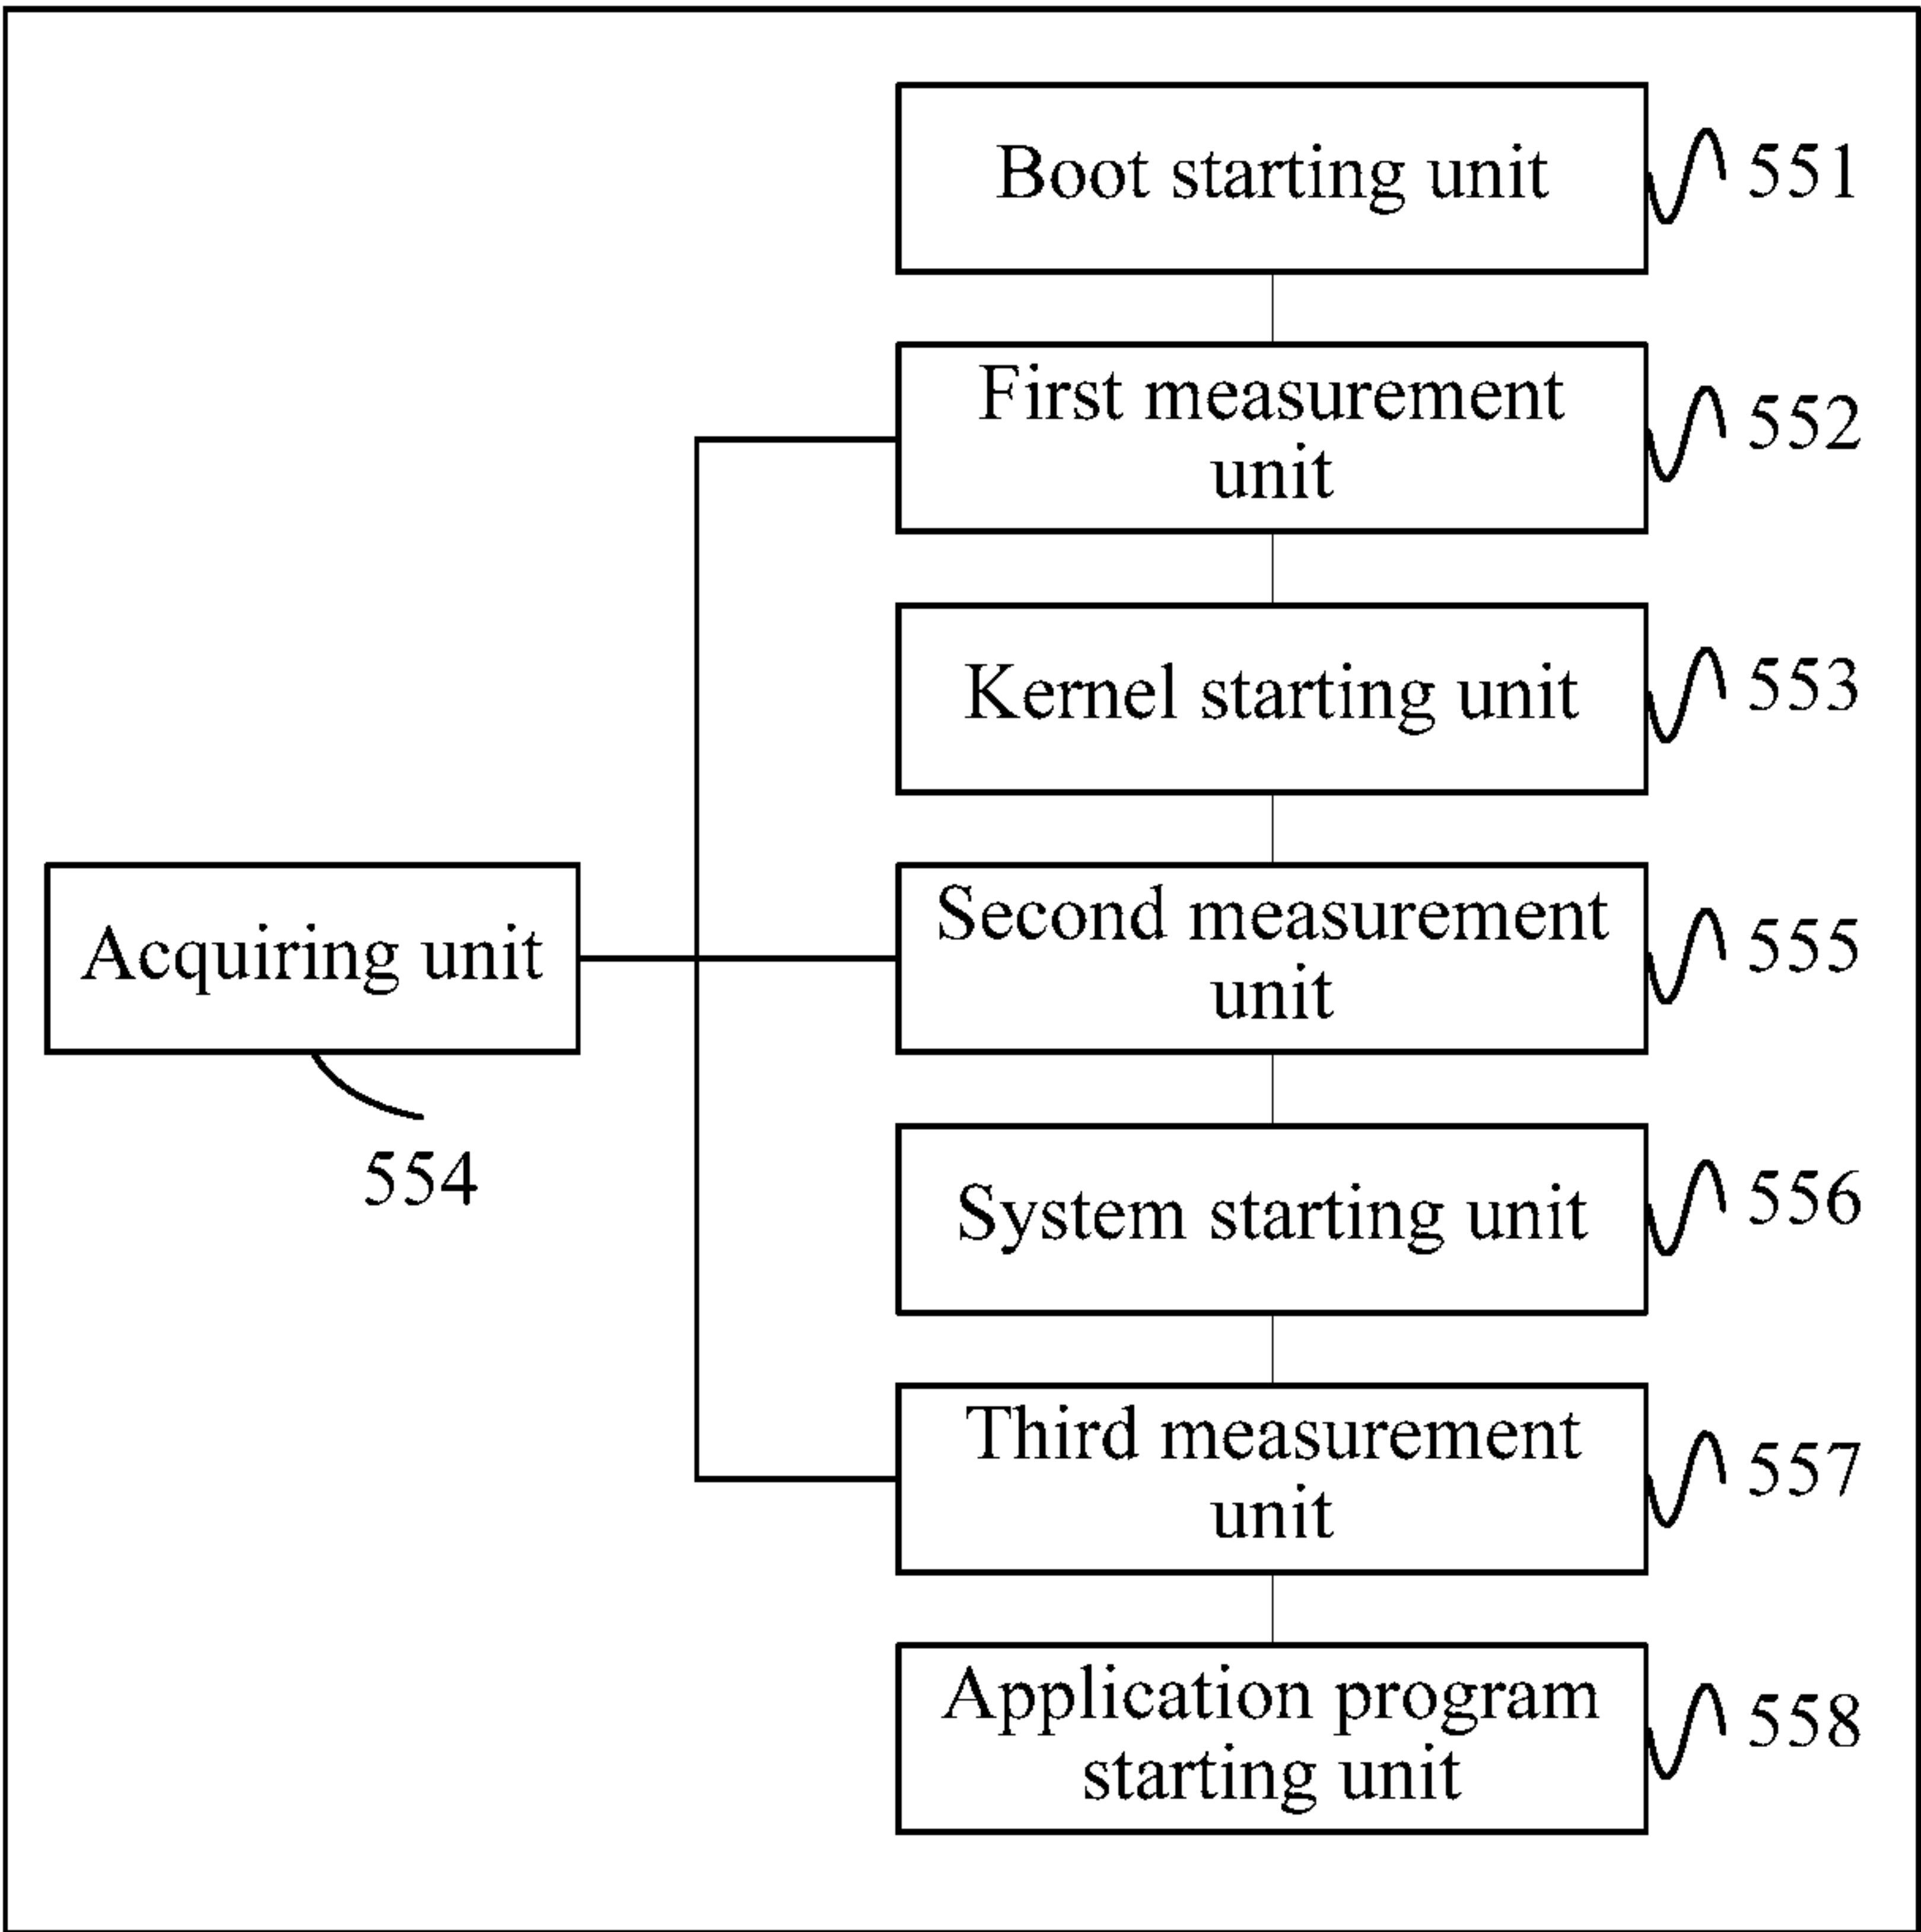 Boot starting unit
551
First measurement
unit
552
Kernel starting unit
553
Acquiring unit
554
Second measurement
unit
555
System starting unit
556
Third measurement
unit
557
Application program
starting unit
558